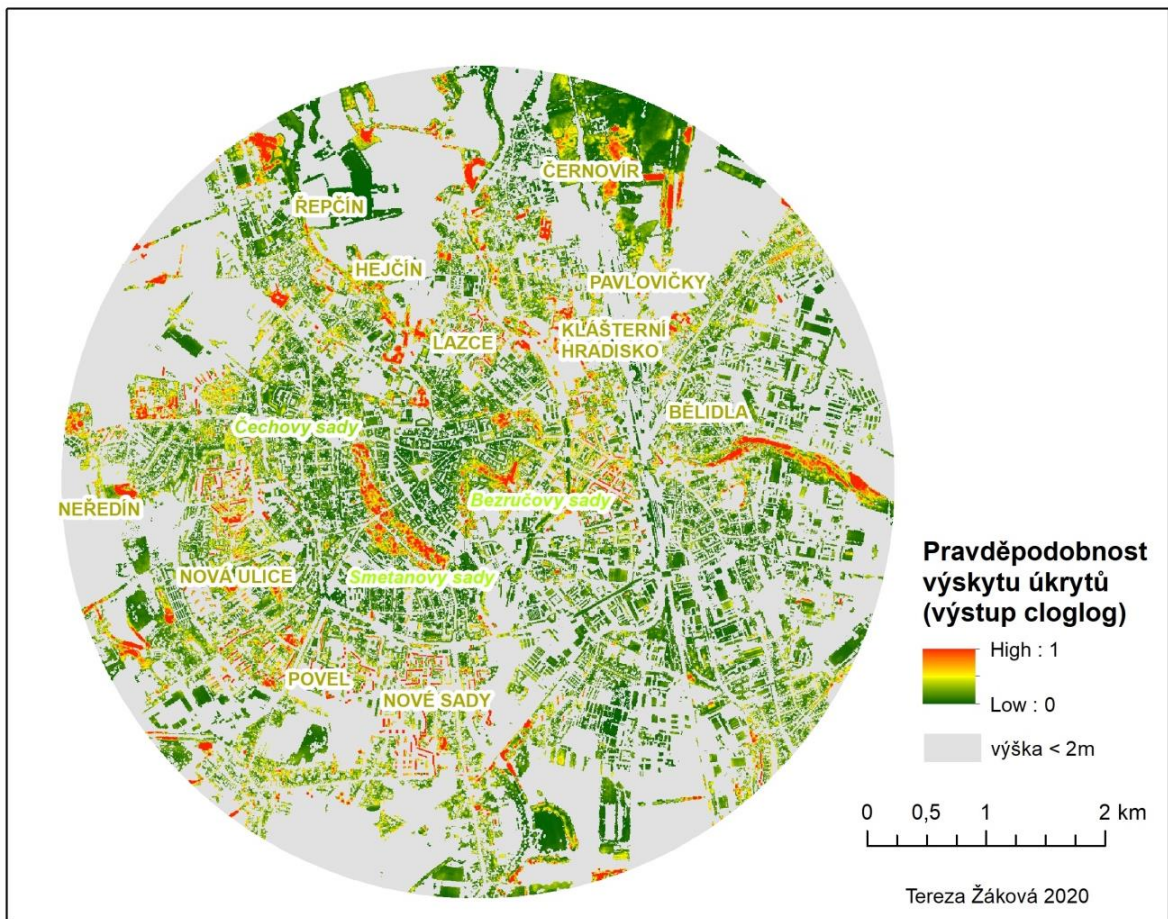 ČERNOVÍR
ŘEPČÍN
HEJČÍN
PAVLOVIČKY
LAZCE
KLÁŠTERNÍ
HRADISKO
BĚLIDLA
Čechovy sady
Bezručovy sady
NEŘEDÍN
NOVÁ ULICE
Smetanovy sady
POVEL
NOVÉ SADY
Pravděpodobnost
výskytu úkrytů
(výstup cloglog)
High : 1
Low : 0
výška < 2m
0 0,5 1 2 km
Tereza Žáková 2020